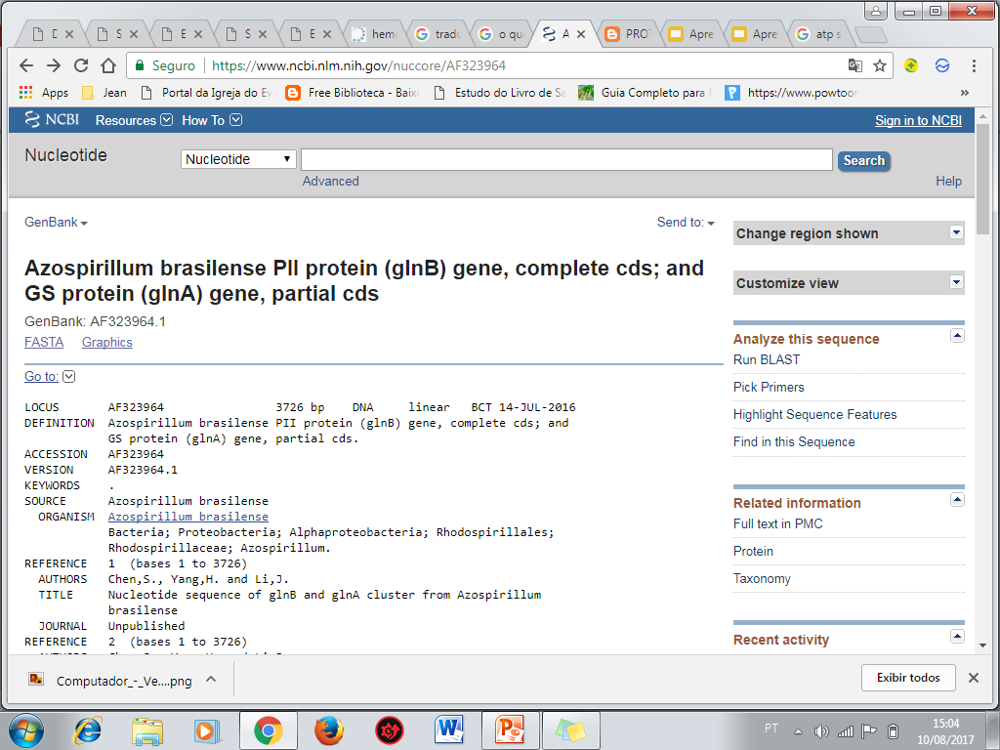 D S E S E hem tradu o que A PRO Apre Apre atp s
Seguro https://www.ncbi.nlm.nih.gov/nuccore/AF323964
Apps Jean Portal da Igreja do Ev Free Biblioteca - Baix Estudo do Livro de Sa Guia Completo para https://www.powtoon »
NCBI Resources How To Sign in to NCBI
Nucleotide Nucleotide Search
Advanced Help
GenBank Send to:
Change region shown
Customize view
Azospirillum brasilense PII protein (glnB) gene, complete cds; and
GS protein (glnA) gene, partial cds
GenBank: AF323964.1
FASTA Graphics
Go to:
Analyze this sequence
Run BLAST
Pick Primers
Highlight Sequence Features
Find in this Sequence
Related information
Full text in PMC
Protein
Taxonomy
Recent activity
LOCUS AF323964 3726 bp DNA linear BCT 14-JUL-2016
DEFINITION Azospirillum brasilense PII protein (glnB) gene, complete cds; and
GS protein (glnA) gene, partial cds.
ACCESSION AF323964
VERSION AF323964.1
KEYWORDS .
SOURCE Azospirillum brasilense
ORGANISM Azospirillum brasilense
Bacteria; Proteobacteria; Alphaproteobacteria; Rhodospirillales;
Rhodospirillaceae; Azospirillum.
REFERENCE 1 (bases 1 to 3726)
AUTHORS Chen,S., Yang,H. and Li,J.
TITLE Nucleotide sequence of glnB and glnA cluster from Azospirillum
brasilense
JOURNAL Unpublished
REFERENCE 2 (bases 1 to 3726)
Computador_-_Ve....png Exibir todos
PT 15:04
10/08/2017